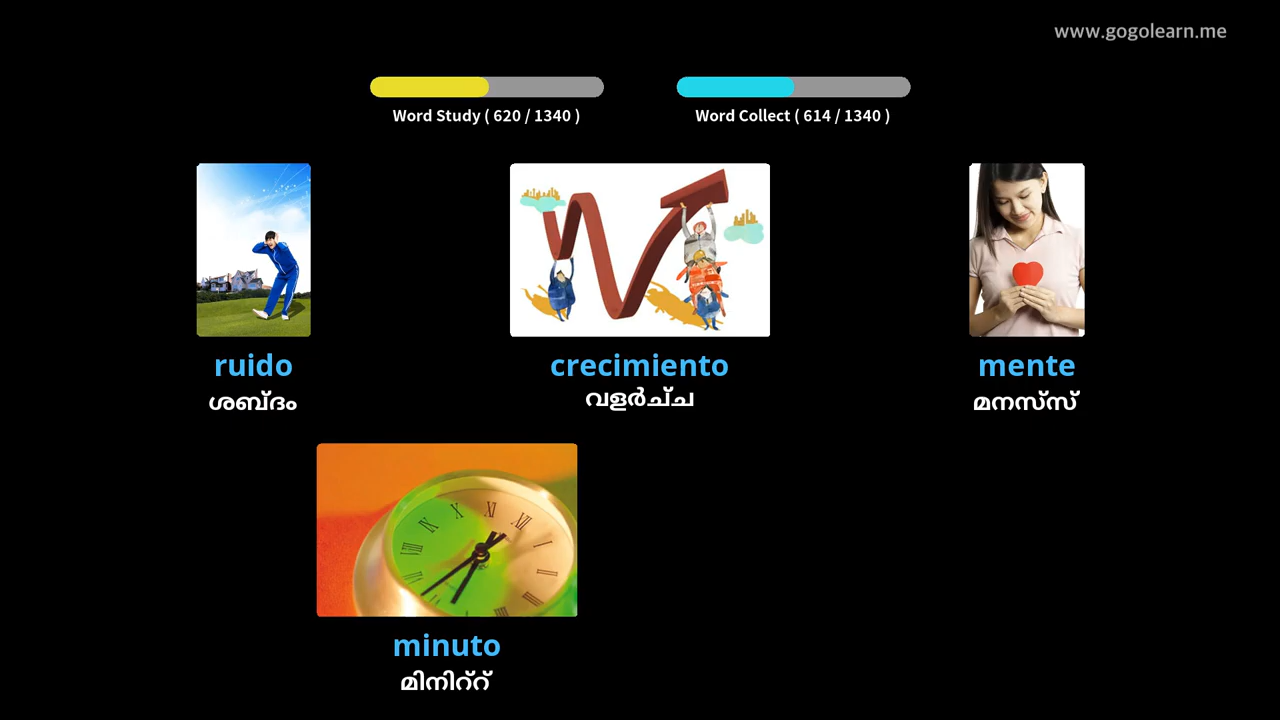 www.gogolearn.me
Word Study ( 620 / 1340 )
Word Collect ( 614 / 1340 )
ruido
ശബ്ദം
crecimiento
വളർച്ച
mente
മനസ്സ്
minuto
മിനിറ്റ്